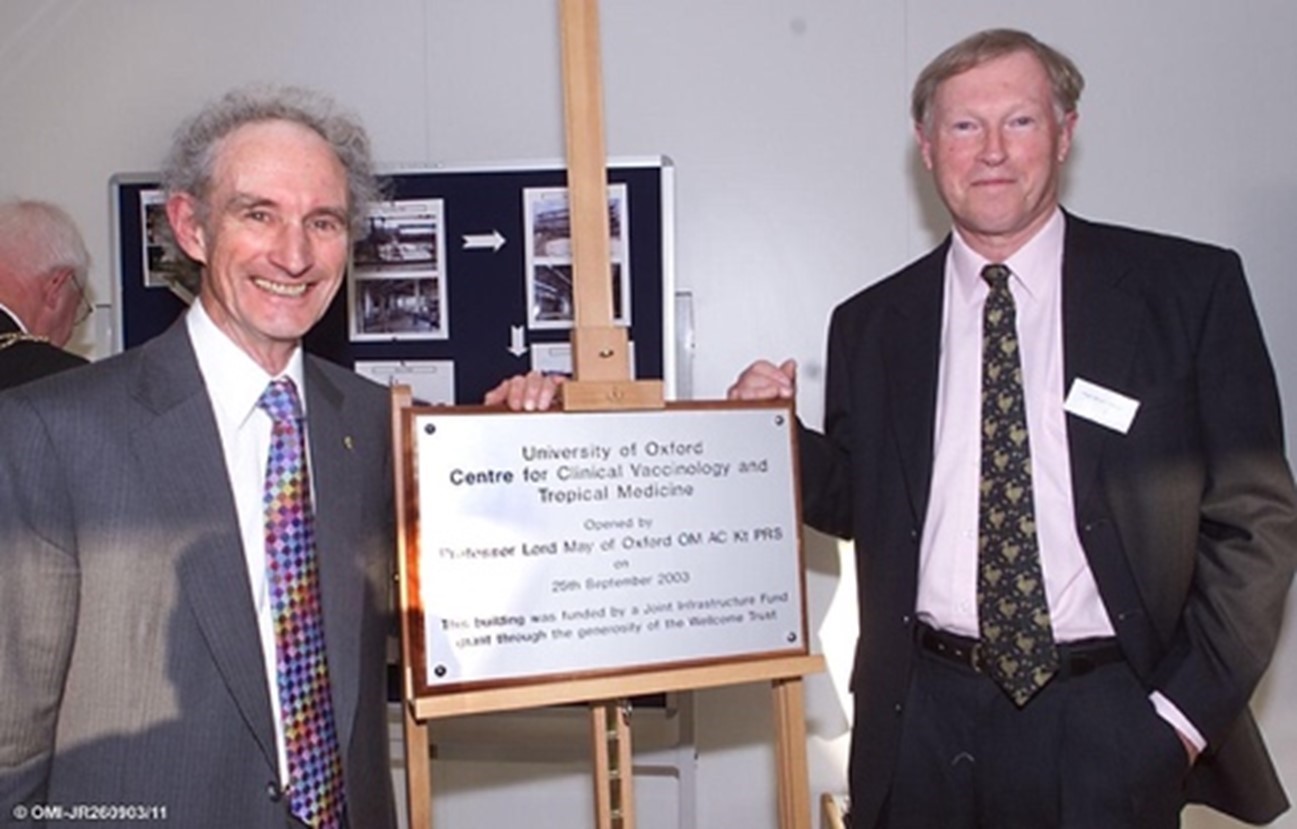 University of Oxford
Centre for Clinical Vaccinology and
Tropical Medicine
Opened by
Professor Lord May of Oxford OM AC Kt PRS
on
25th September 2003
This building was funded by a Joint Infrastructure Fund
grant through the generosity of the Wellcome Trust
© OMI-JR260903/11